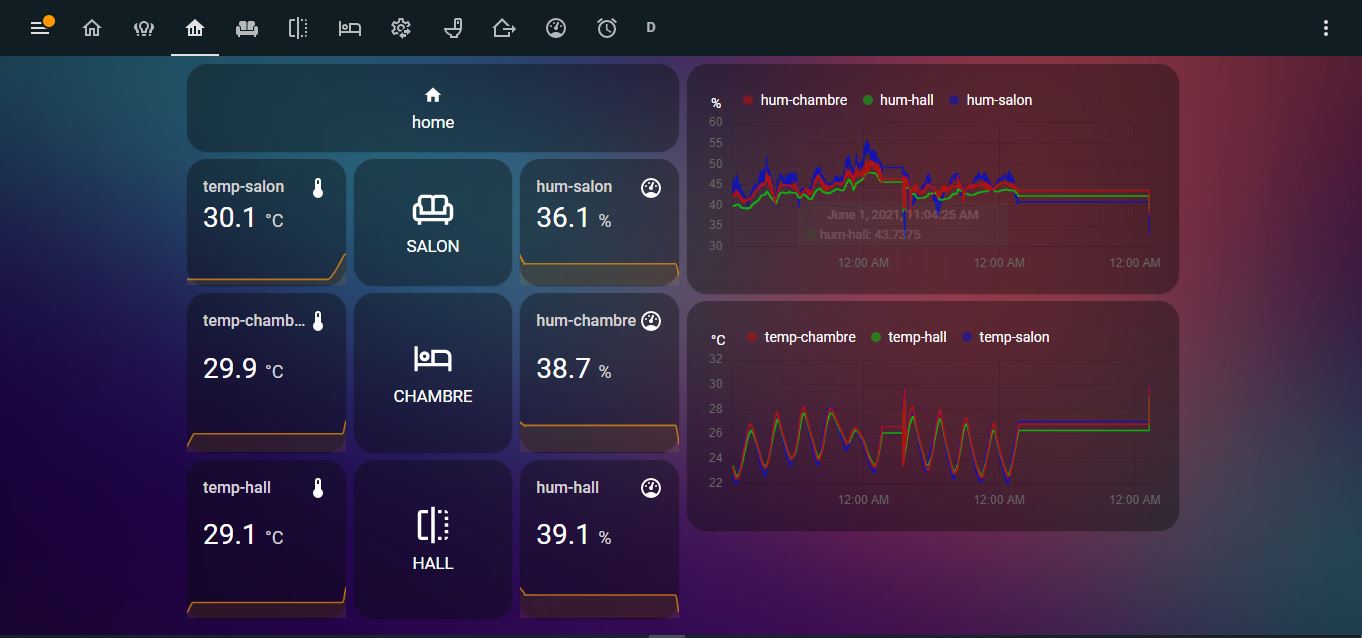 D
home
temp-salon
30.1 °C
SALON
hum-salon
36.1 %
temp-chamb...
29.9 °C
CHAMBRE
hum-chambre
38.7 %
temp-hall
29.1 °C
HALL
hum-hall
39.1 %
% hum-chambre hum-hall hum-salon
60
55
50
45
40
35
30
June 1, 2021, 11:04:25 AM
hum-hall: 43.7375
12:00 AM 12:00 AM 12:00 AM
°C temp-chambre temp-hall temp-salon
32
30
28
26
24
22
12:00 AM 12:00 AM 12:00 AM